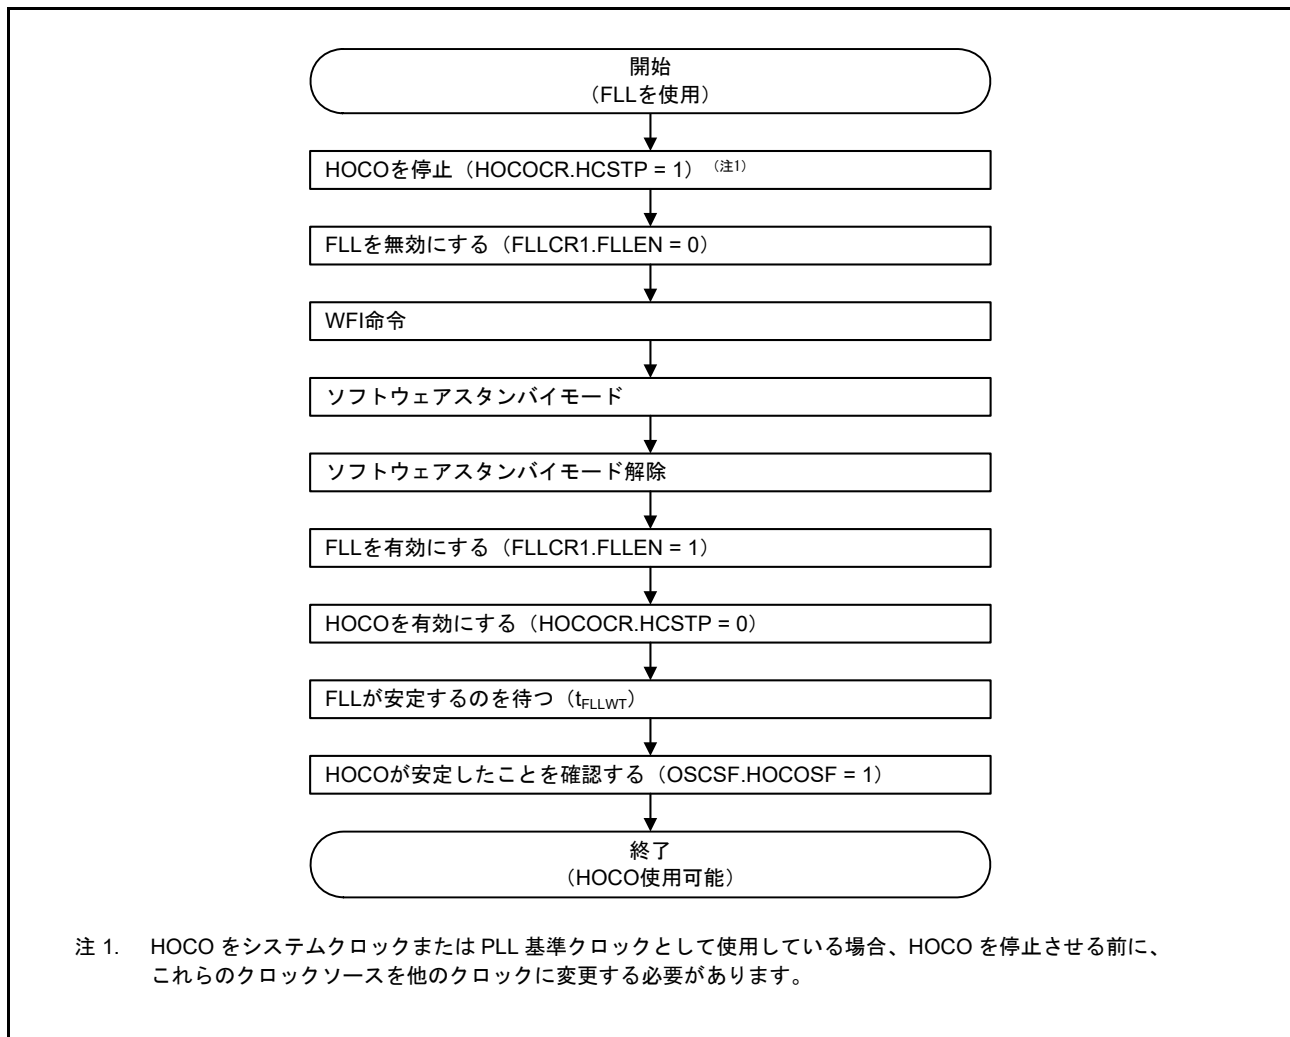 開始
（FLLを使用）
HOCOを停止（HOCOCR.HCSTP = 1）（注1）
FLLを無効にする（FLLCR1.FLLEN = 0）
WFI命令
ソフトウェアスタンバイモード
ソフトウェアスタンバイモード解除
FLLを有効にする（FLLCR1.FLLEN = 1）
HOCOを有効にする（HOCOCR.HCSTP = 0）
FLLが安定するのを待つ（tFLLWT）
HOCOが安定したことを確認する（OSCSF.HOCOSF = 1）
終了
（HOCO使用可能）
注 1. HOCO をシステムクロックまたは PLL 基準クロックとして使用している場合、HOCO を停止させる前に、
これらのクロックソースを他のクロックに変更する必要があります。